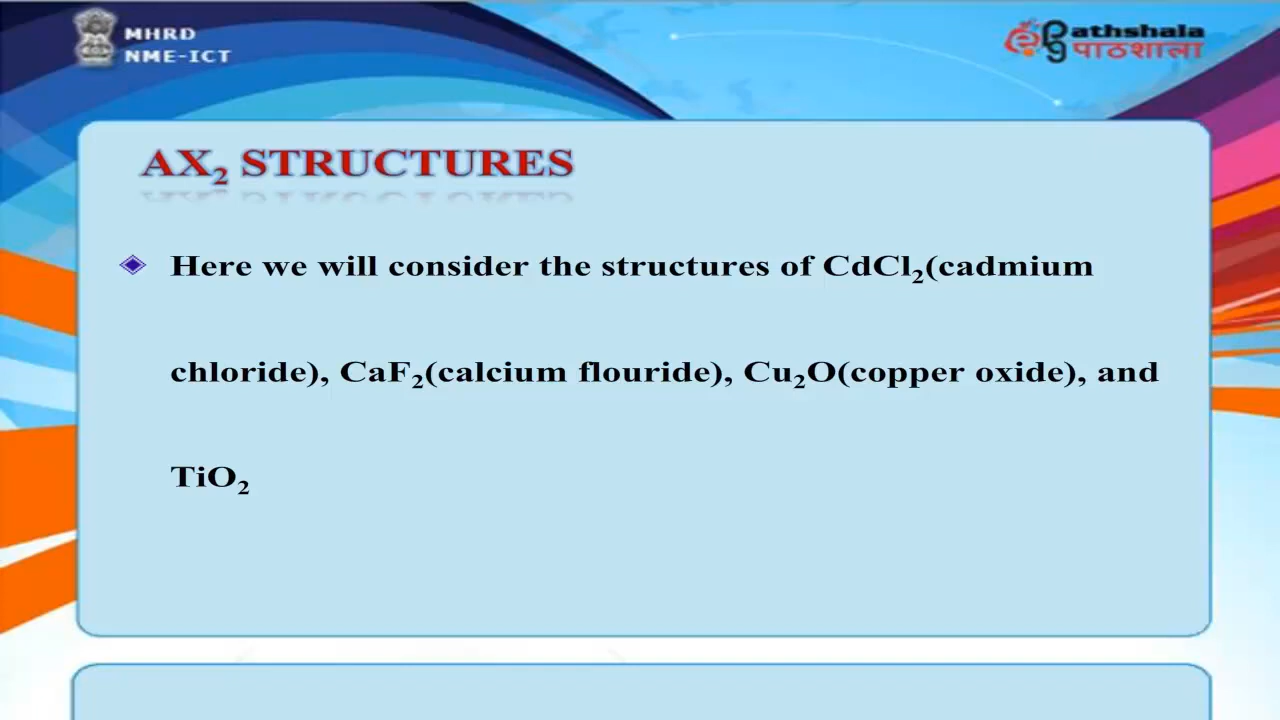 MHRD
NME-ICT
ePG athshala
पाठशाला
AX₂ STRUCTURES
Here we will consider the structures of CdCl₂(cadmium
chloride), CaF₂(calcium flouride), Cu₂O(copper oxide), and
TiO₂